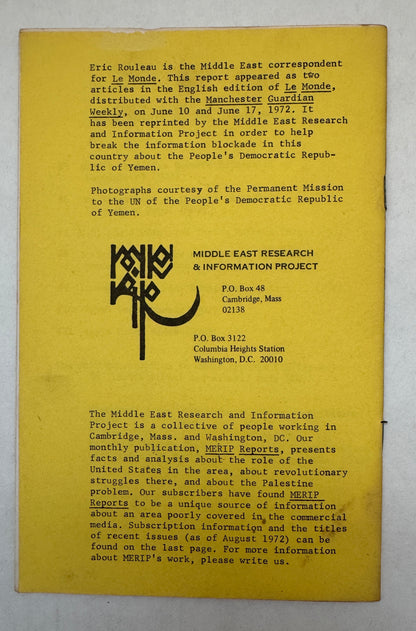 Eric Rouleau is the Middle East correspondent
for Le Monde. This report appeared as two
articles in the English edition of Le Monde,
distributed with the Manchester Guardian
Weekly, on June 10 and June 17, 1972. It
has been reprinted by the Middle East Research
and Information Project in order to help
break the information blockade in this
country about the People's Democratic Repub-
lic of Yemen.
Photographs courtesy of the Permanent Mission
to the UN of the People's Democratic Republic
of Yemen.
MIDDLE EAST RESEARCH
& INFORMATION PROJECT
P.O. Box 48
Cambridge, Mass
02138
P.O. Box 3122
Columbia Heights Station
Washington, D.C. 20010
The Middle East Research and Information
Project is a collective of people working in
Cambridge, Mass. and Washington, DC. Our
monthly publication, MERIP Reports, presents
facts and analysis about the role of the
United States in the area, about revolutionary
struggles there, and about the Palestine
problem. Our subscribers have found MERIP
Reports to be a unique source of information
about an area poorly covered in the commercial
media. Subscription information and the titles
of recent issues (as of August 1972) can be
found on the last page. For more information
about MERIP's work, please write us.